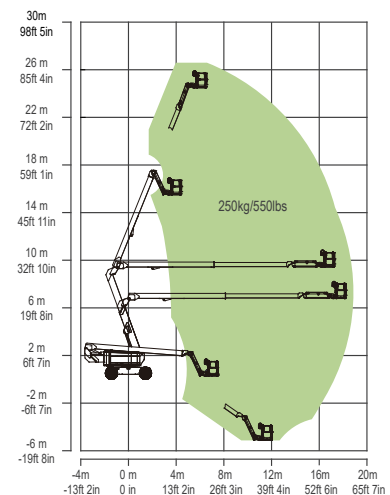 30m
98ft 5in
26 m
85ft 4in
22 m
72ft 2in
18 m
59ft 1in
14 m
45ft 11in
10 m
32ft 10in
6 m
19ft 8in
2 m
6ft 7in
-2 m
-6ft 7in
-6 m
-19ft 8in
250kg/550lbs
-4m 0 m 4m 8m 12m 16m 20m
-13ft 2in 0 in 13ft 2in 26ft 3in 39ft 4in 52ft 6in 65ft 7in